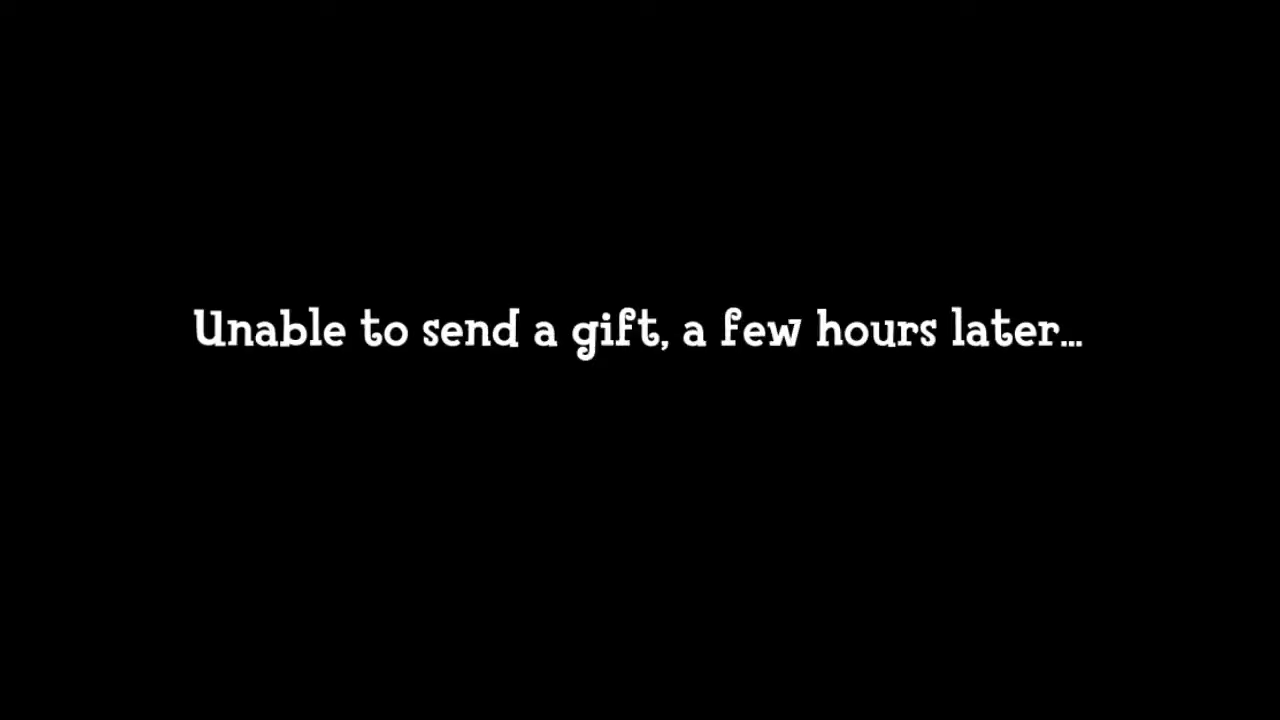 Unable to send a gift, a few hours later...